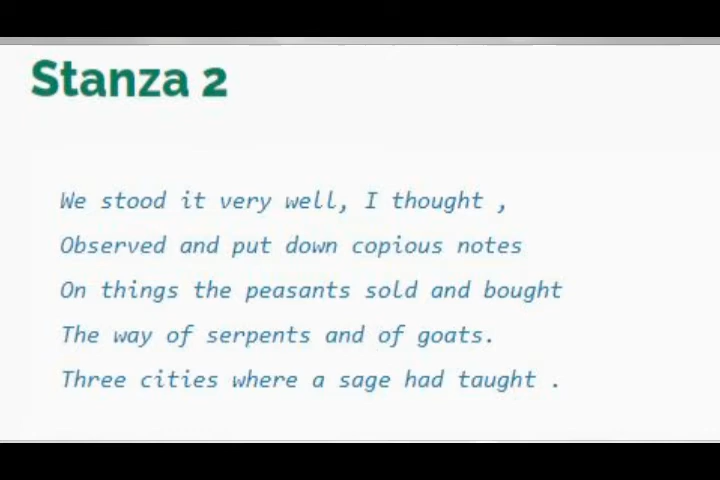 Stanza 2
We stood it very well, I thought ,
Observed and put down copious notes
On things the peasants sold and bought
The way of serpents and of goats.
Three cities where a sage had taught .